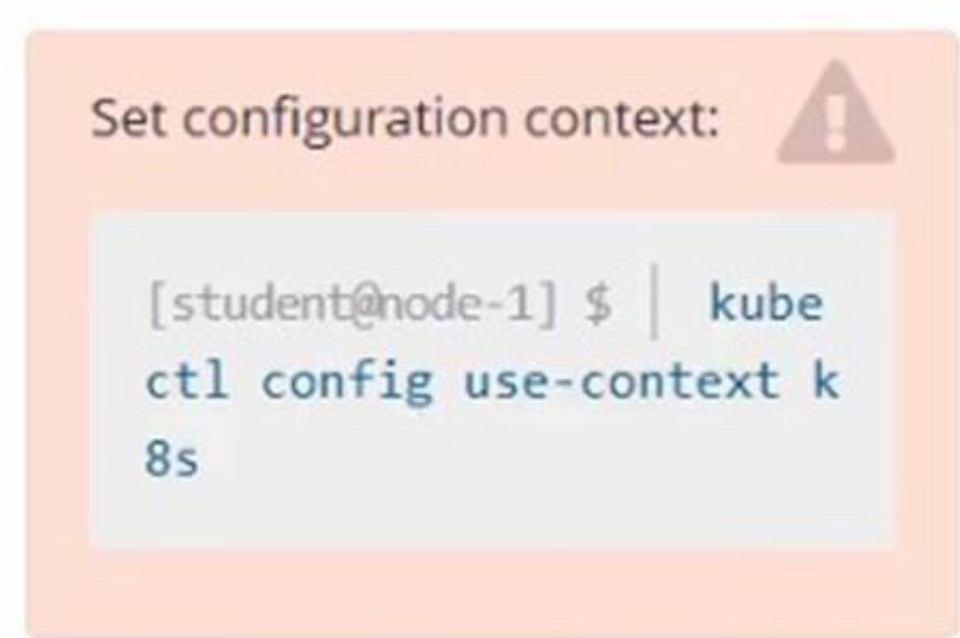 Set configuration context:
[student@node-1] $ | kube
ctl config use-context k
8s